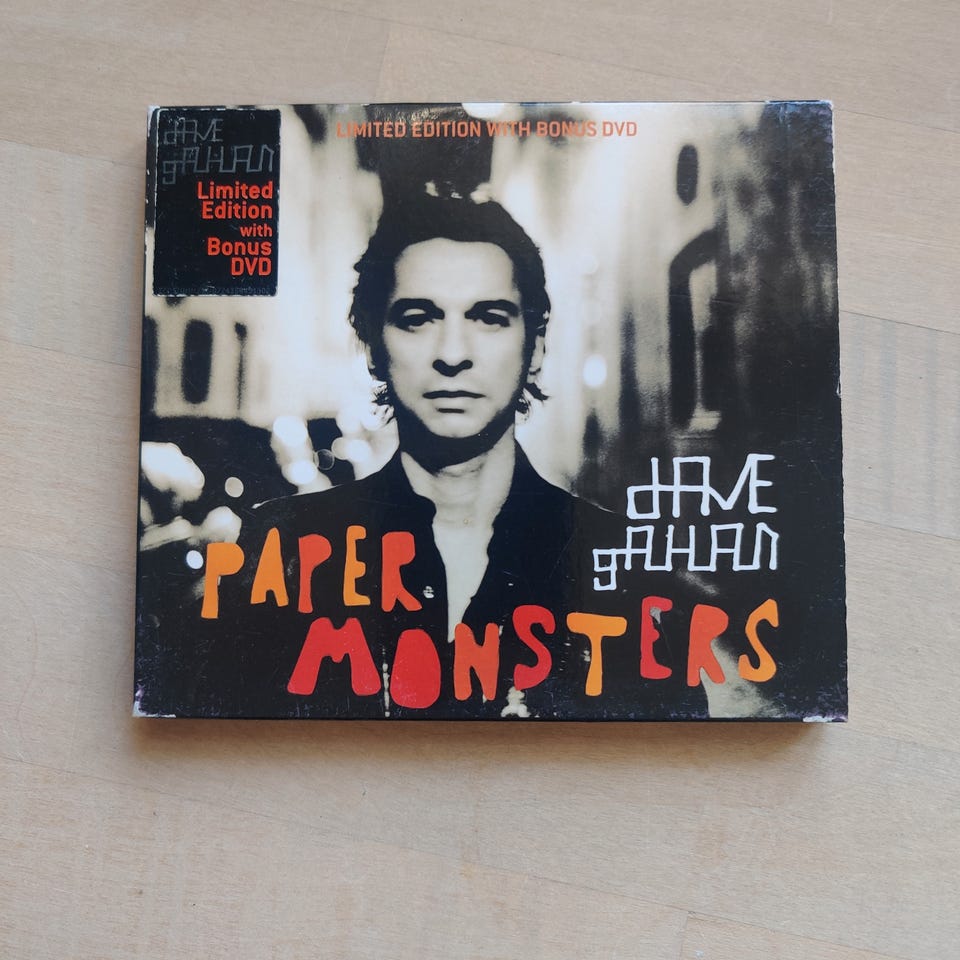 dAVE
gAHAN
Limited
Edition
with
Bonus
DVD
LIMITED EDITION WITH BONUS DVD
dAVE
gAHAN
PAPER
MONSTERS